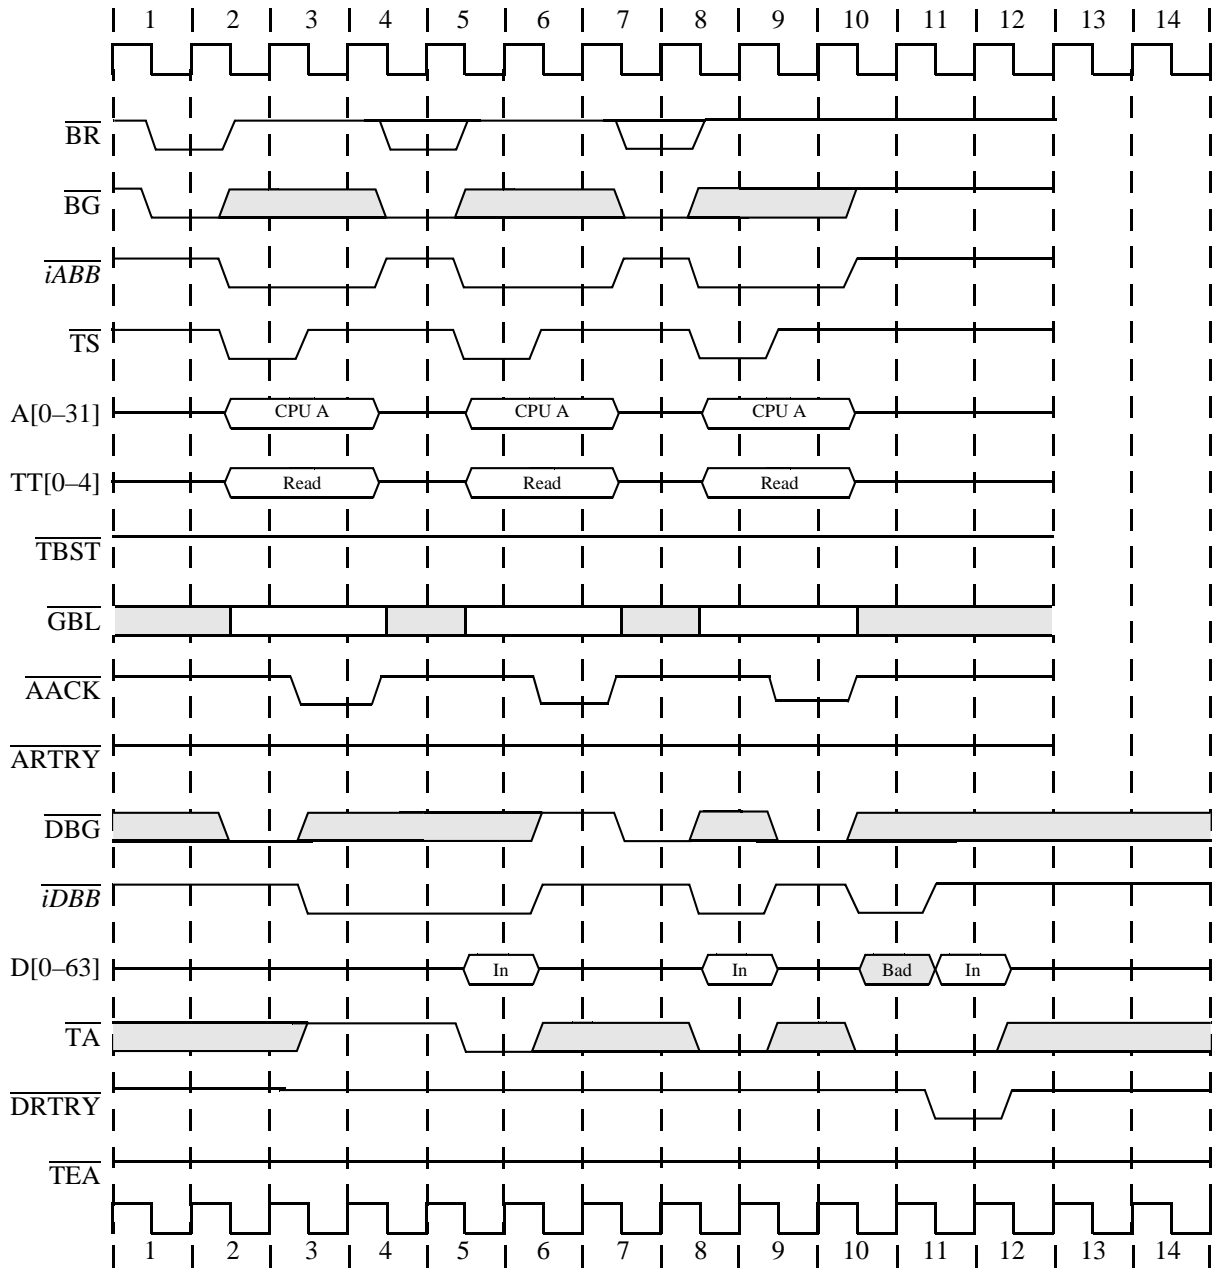 1 2 3 4 5 6 7 8 9 10 11 12 13 14
BR
BG
iABB
TS
A[0–31] CPU A CPU A CPU A
TT[0–4] Read Read Read
TBST
GBL
AACK
ARTRY
DBG
iDBB
D[0–63] In In Bad In
TA
DRTRY
TEA
1 2 3 4 5 6 7 8 9 10 11 12 13 14